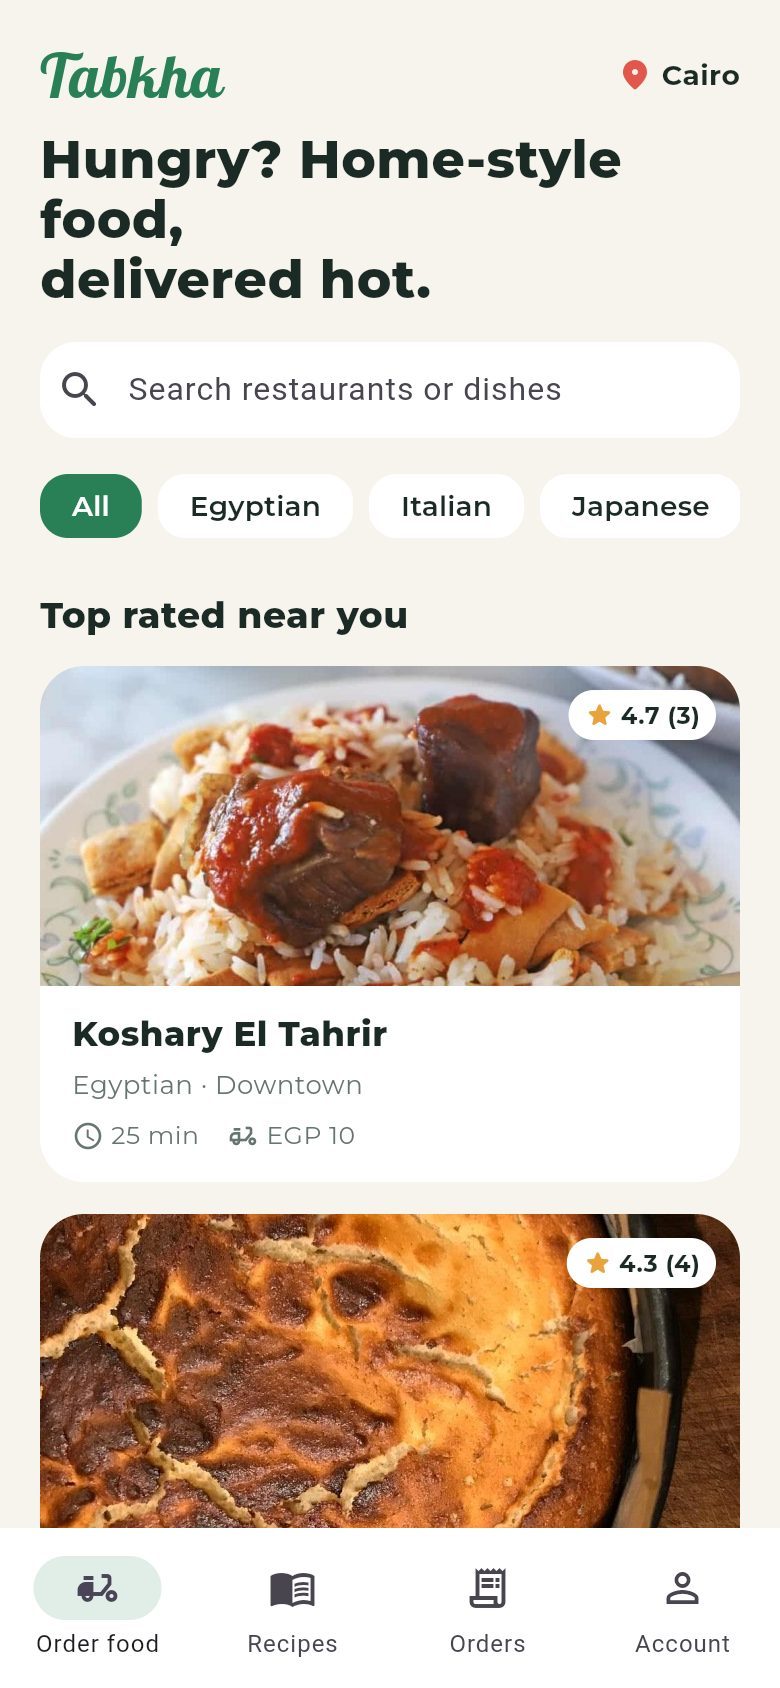 Tabkha
Cairo
Hungry? Home-style
food,
delivered hot.
Search restaurants or dishes
All
Egyptian
Italian
Japanese
Top rated near you
4.7 (3)
Koshary El Tahrir
Egyptian · Downtown
25 min
EGP 10
4.3 (4)
Order food
Recipes
Orders
Account